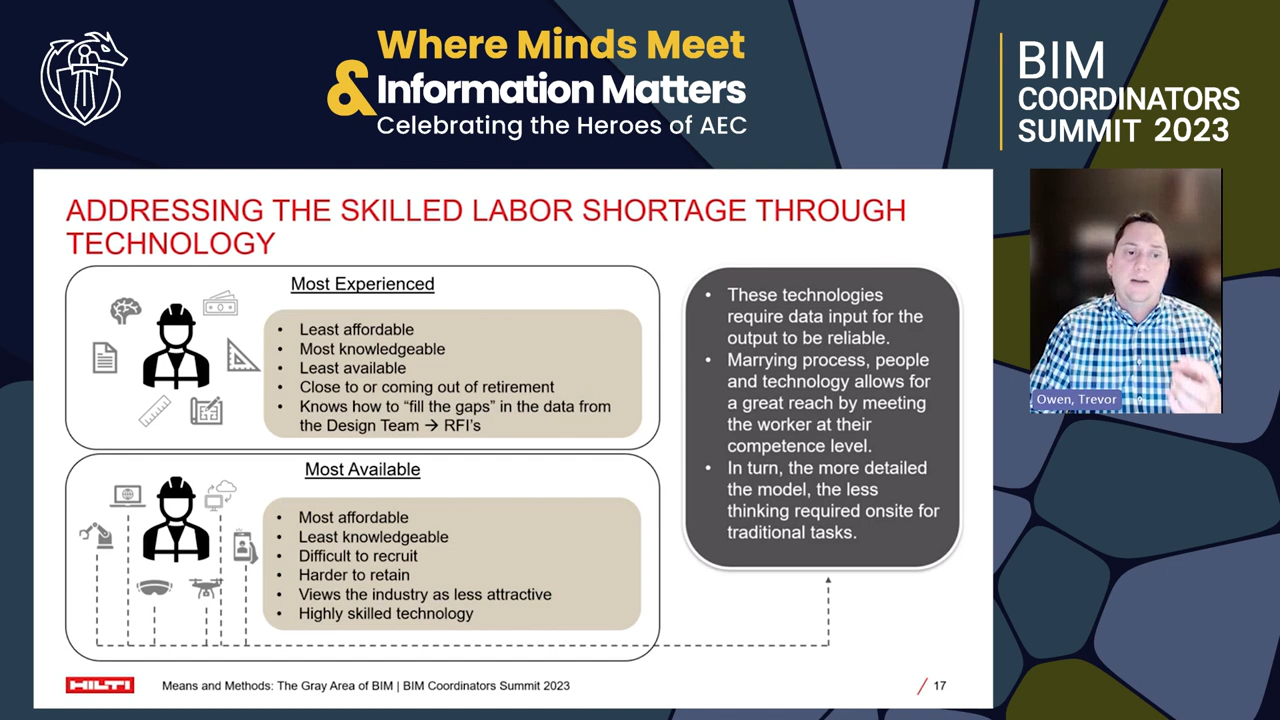 Where Minds Meet
& Information Matters
Celebrating the Heroes of AEC
BIM
COORDINATORS
SUMMIT 2023
ADDRESSING THE SKILLED LABOR SHORTAGE THROUGH
TECHNOLOGY
Most Experienced
• Least affordable
• Most knowledgeable
• Least available
• Close to or coming out of retirement
• Knows how to “fill the gaps” in the data from
the Design Team → RFI's
Most Available
• Most affordable
• Least knowledgeable
• Difficult to recruit
• Harder to retain
• Views the industry as less attractive
• Highly skilled technology
• These technologies
require data input for the
output to be reliable.
• Marrying process, people
and technology allows for
a great reach by meeting
the worker at their
competence level.
• In turn, the more detailed
the model, the less
thinking required onsite for
traditional tasks.
Owen, Trevor
HILTI
Means and Methods: The Gray Area of BIM | BIM Coordinators Summit 2023
/ 17